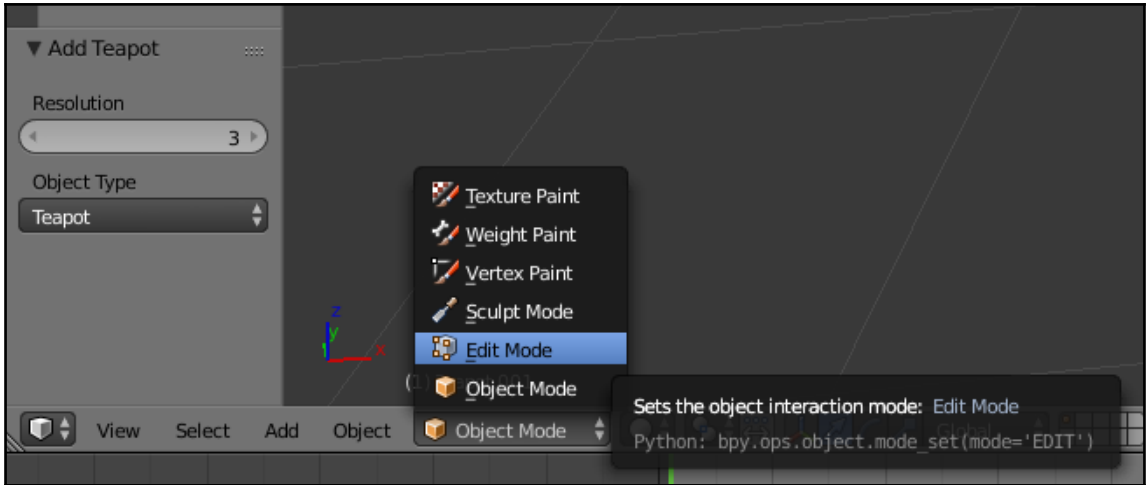 Add Teapot
Resolution
3
Object Type
Teapot
Texture Paint
Weight Paint
Vertex Paint
Sculpt Mode
Edit Mode
Object Mode
z
y
x
(1)
Sets the object interaction mode: Edit Mode
Python: bpy.ops.object.mode_set(mode='EDIT')
View Select Add Object Object Mode Global